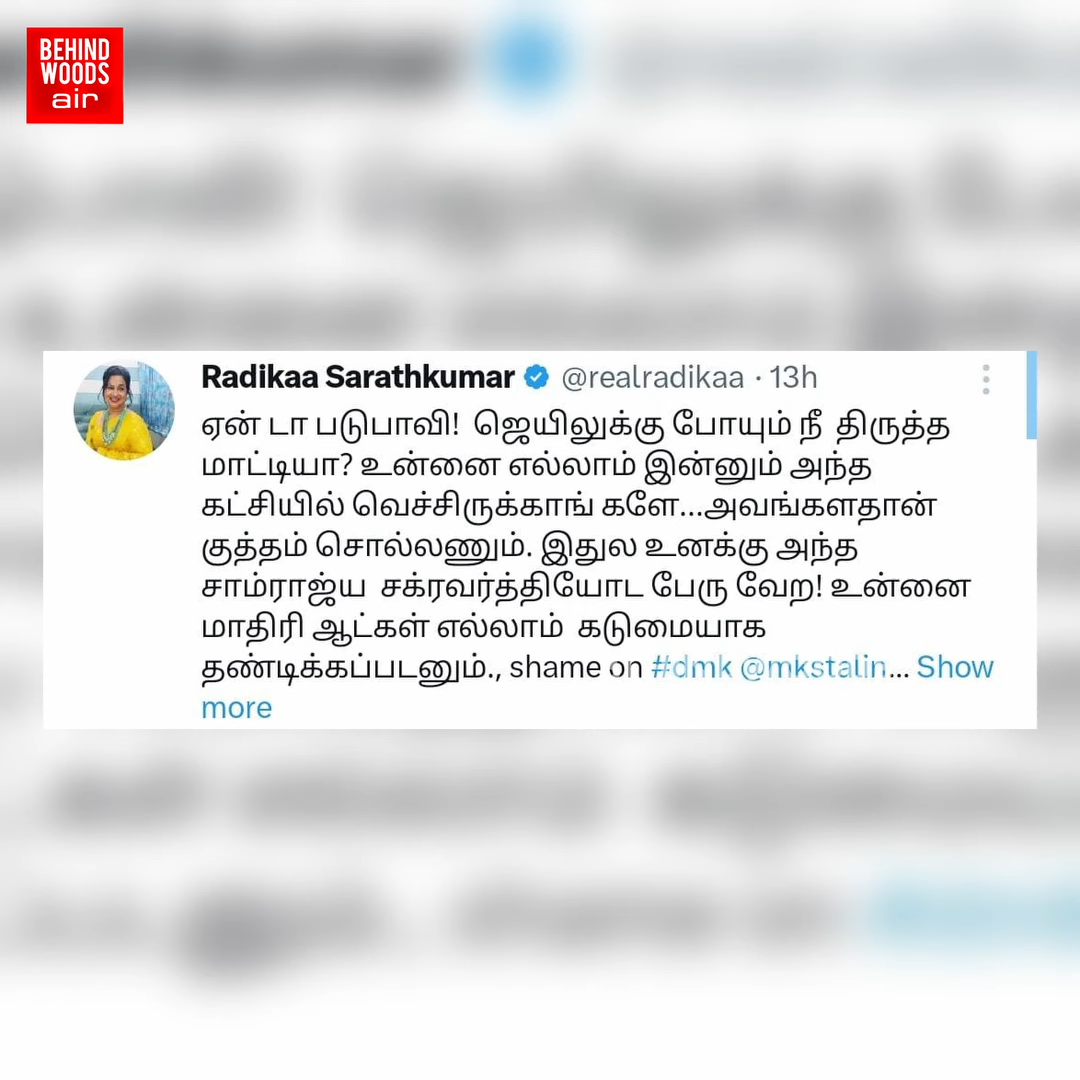 BEHIND
WOODS
air
Radikaa Sarathkumar @realradikaa · 13h
ஏன் டா படுபாவி! ஜெயிலுக்கு போயும் நீ திருத்த
மாட்டியா? உன்னை எல்லாம் இன்னும் அந்த
கட்சியில் வெச்சிருக்காங் களே...அவங்களதான்
குத்தம் சொல்லணும். இதுல உனக்கு அந்த
சாம்ராஜ்ய சக்ரவர்த்தியோட பேரு வேற! உன்னை
மாதிரி ஆட்கள் எல்லாம் கடுமையாக
தண்டிக்கப்படனும்., shame on #dmk @mkstalin... Show
more